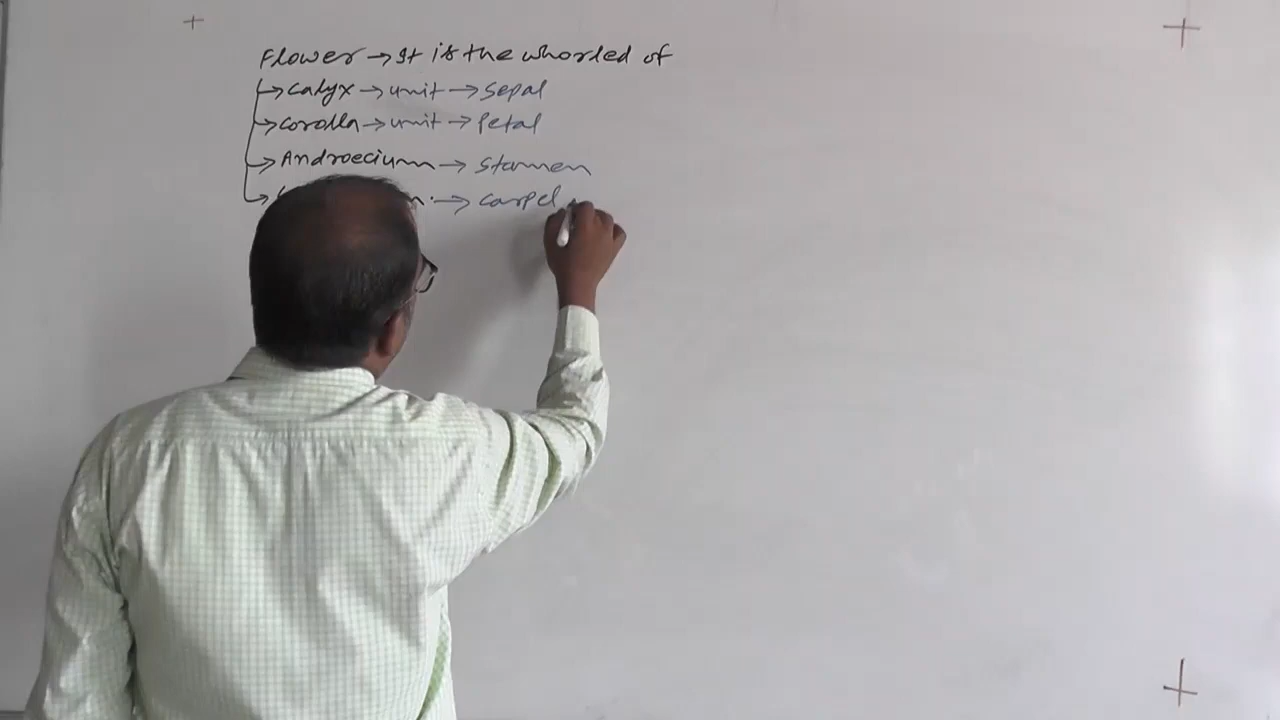 Flower → It is the whorled of
→ Calyx → unit → Sepal
→ Corolla → unit → Petal
→ Androecium → Stamen
→ → Carpel